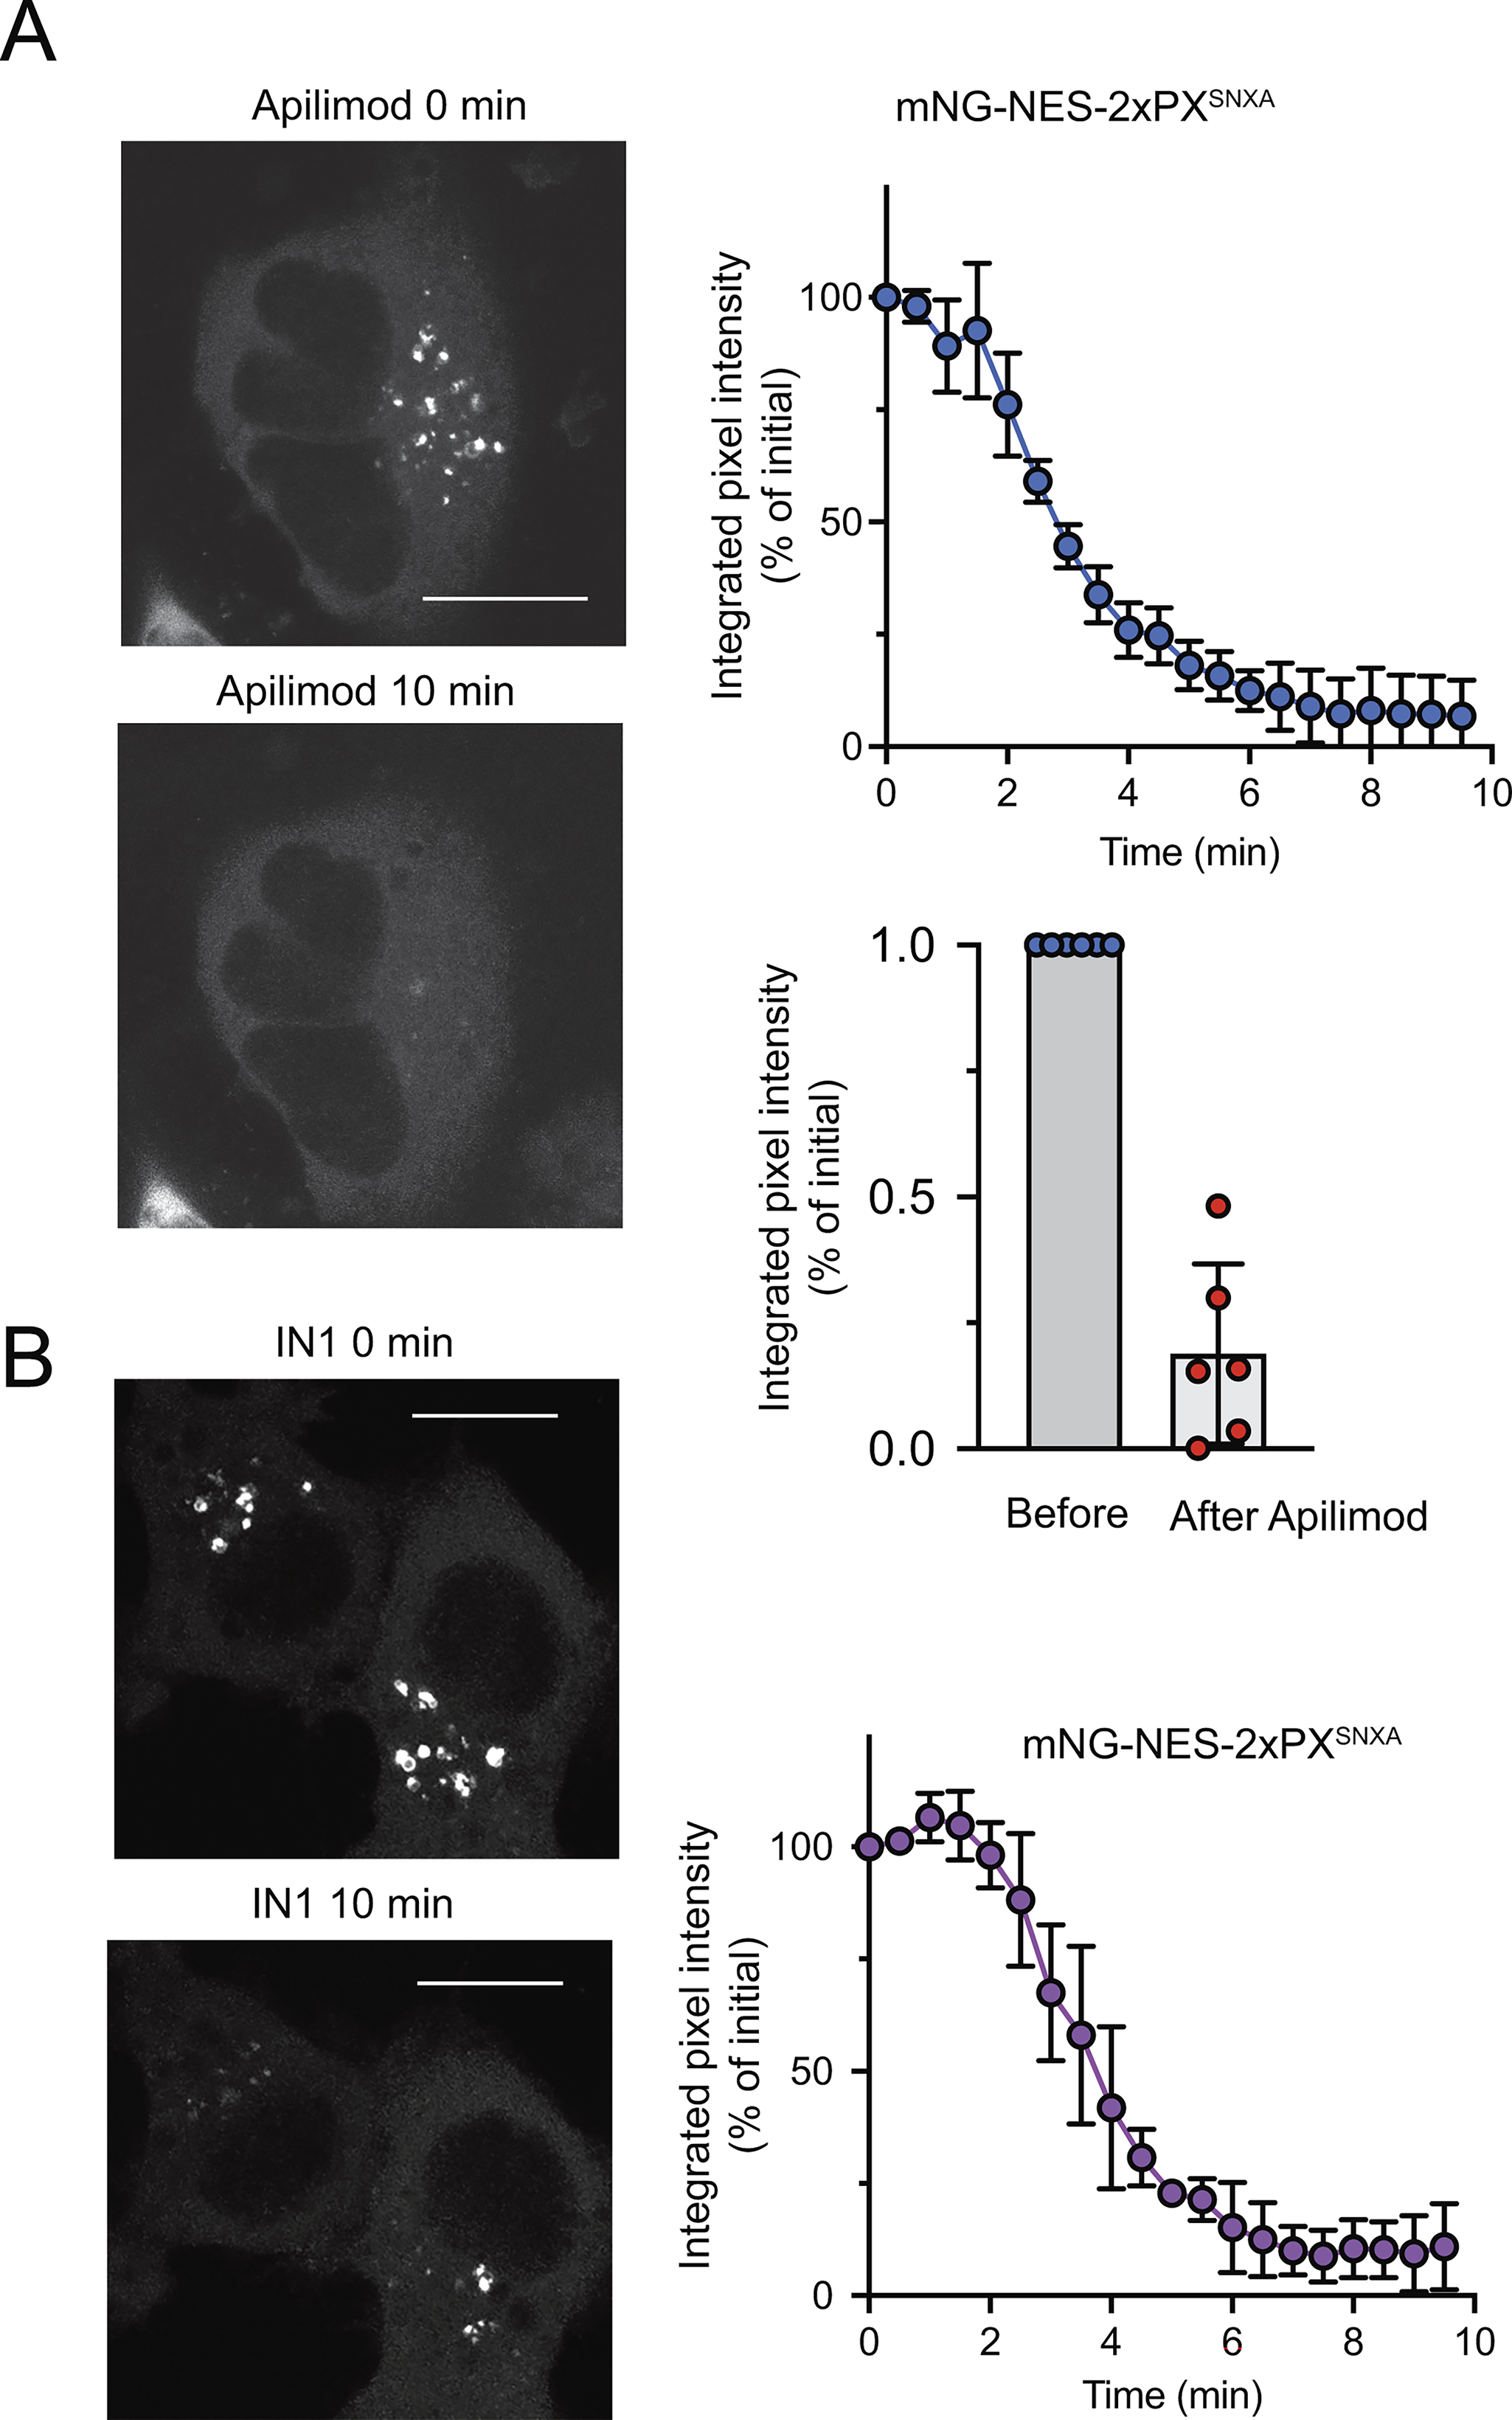 A
Apilimod 0 min
mNG-NES-2xPXSNXA
Integrated pixel intensity
(% of initial)
100
50
0
0 2 4 6 8 10
Time (min)
Apilimod 10 min
Integrated pixel intensity
(% of initial)
1.0
0.5
0.0
Before After Apilimod
B
IN1 0 min
mNG-NES-2xPXSNXA
Integrated pixel intensity
(% of initial)
100
50
0
0 2 4 6 8 10
Time (min)
IN1 10 min